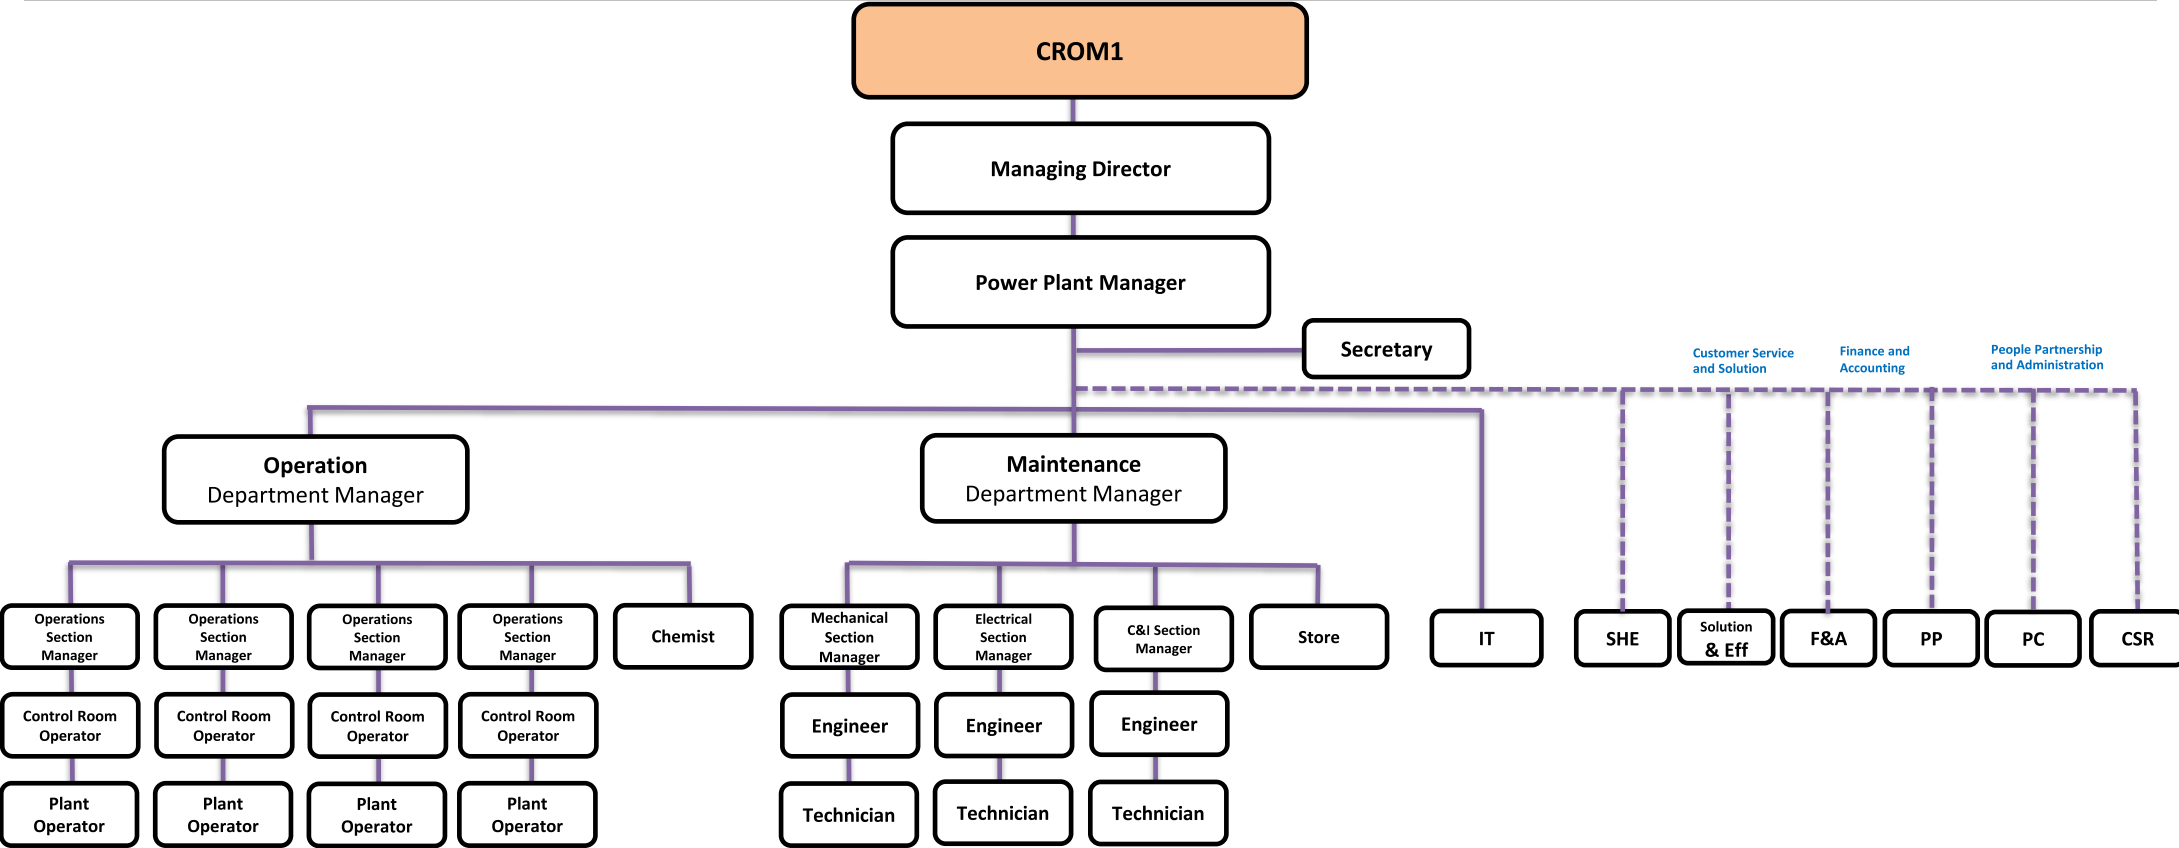 CROM1
Managing Director
Power Plant Manager
Secretary
Customer Service
and Solution
Finance and
Accounting
People Partnership
and Administration
Operation
Department Manager
Maintenance
Department Manager
Operations
Section
Manager
Operations
Section
Manager
Operations
Section
Manager
Operations
Section
Manager
Chemist
Mechanical
Section
Manager
Electrical
Section
Manager
C&I Section
Manager
Store
IT
SHE
Solution
& Eff
F&A
PP
PC
CSR
Control Room
Operator
Control Room
Operator
Control Room
Operator
Control Room
Operator
Engineer
Engineer
Engineer
Plant
Operator
Plant
Operator
Plant
Operator
Plant
Operator
Technician
Technician
Technician